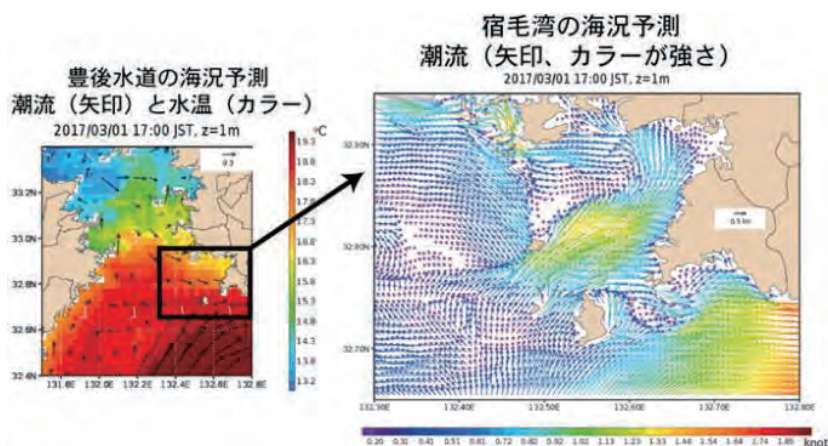 豊後水道の海況予測
潮流（矢印）と水温（カラー）
2017/03/01 17:00 JST, z=1m
℃
19.3
18.8
18.3
17.8
17.3
16.8
16.3
15.8
15.3
14.8
14.3
13.8
13.2
33.2N
33.0N
32.8N
32.6N
32.4N
131.8E 132.0E 132.2E 132.4E 132.6E 132.8E
宿毛湾の海況予測
潮流（矢印、カラーが強さ）
2017/03/01 17:00 JST, z=1m
32.90N
32.80N
32.70N
132.30E 132.40E 132.50E 132.60E 132.70E 132.80E
0.20 0.31 0.41 0.51 0.61 0.72 0.82 0.92 1.02 1.13 1.23 1.33 1.44 1.54 1.64 1.74 1.84 knot